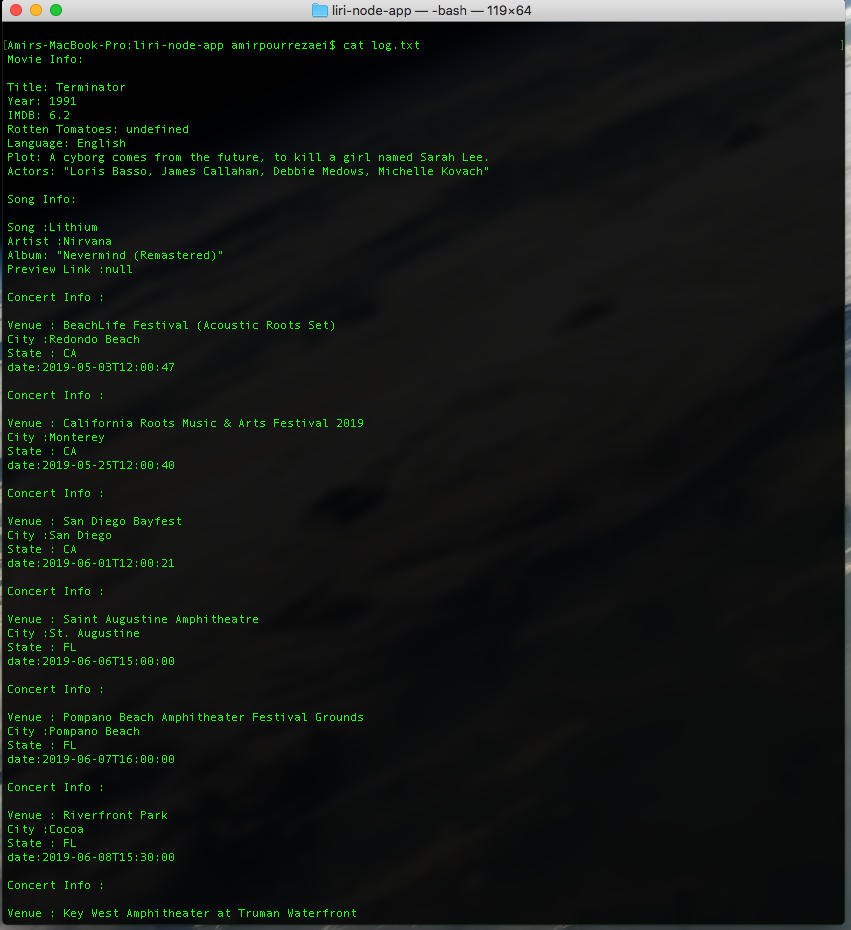 liri-node-app — -bash — 119×64
[Amirs-MacBook-Pro:liri-node-app amirpourrezaei$ cat log.txt ]
Movie Info:
Title: Terminator
Year: 1991
IMDB: 6.2
Rotten Tomatoes: undefined
Language: English
Plot: A cyborg comes from the future, to kill a girl named Sarah Lee.
Actors: "Loris Basso, James Callahan, Debbie Medows, Michelle Kovach"
Song Info:
Song :Lithium
Artist :Nirvana
Album: "Nevermind (Remastered)"
Preview Link :null
Concert Info :
Venue : BeachLife Festival (Acoustic Roots Set)
City :Redondo Beach
State : CA
date:2019-05-03T12:00:47
Concert Info :
Venue : California Roots Music & Arts Festival 2019
City :Monterey
State : CA
date:2019-05-25T12:00:40
Concert Info :
Venue : San Diego Bayfest
City :San Diego
State : CA
date:2019-06-01T12:00:21
Concert Info :
Venue : Saint Augustine Amphitheatre
City :St. Augustine
State : FL
date:2019-06-06T15:00:00
Concert Info :
Venue : Pompano Beach Amphitheater Festival Grounds
City :Pompano Beach
State : FL
date:2019-06-07T16:00:00
Concert Info :
Venue : Riverfront Park
City :Cocoa
State : FL
date:2019-06-08T15:30:00
Concert Info :
Venue : Key West Amphitheater at Truman Waterfront